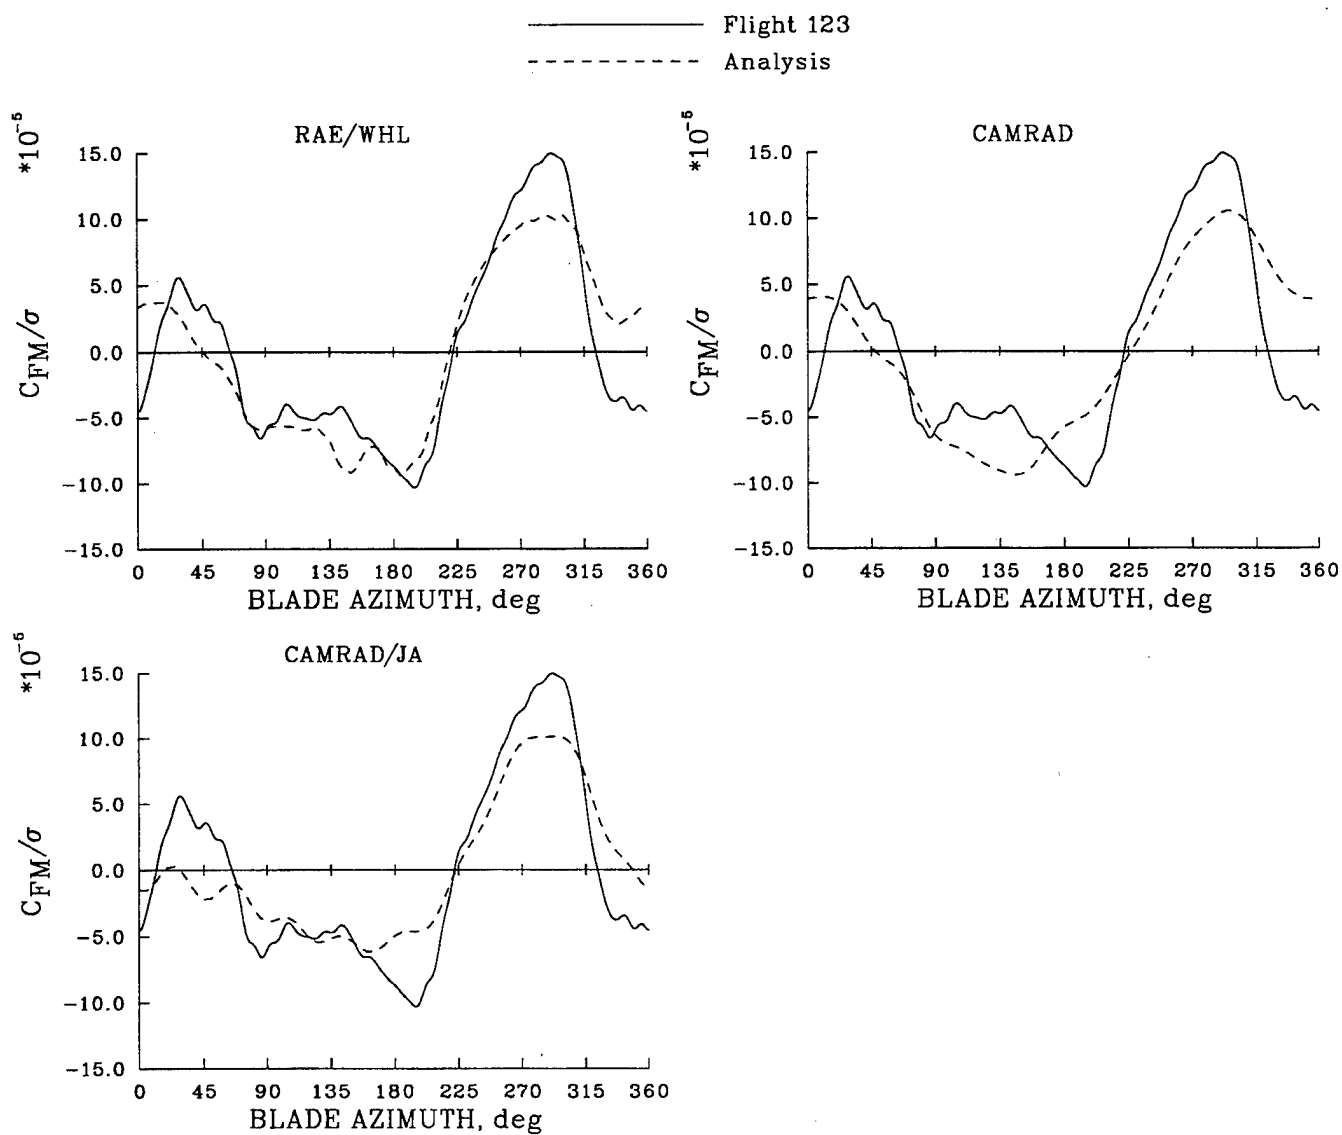 Flight 123
Analysis
RAE/WHL
*10⁻⁵
15.0
10.0
5.0
0.0
−5.0
−10.0
−15.0
C_FM/σ
0 45 90 135 180 225 270 315 360
BLADE AZIMUTH, deg
CAMRAD
*10⁻⁵
15.0
10.0
5.0
0.0
−5.0
−10.0
−15.0
C_FM/σ
0 45 90 135 180 225 270 315 360
BLADE AZIMUTH, deg
CAMRAD/JA
*10⁻⁵
15.0
10.0
5.0
0.0
−5.0
−10.0
−15.0
C_FM/σ
0 45 90 135 180 225 270 315 360
BLADE AZIMUTH, deg